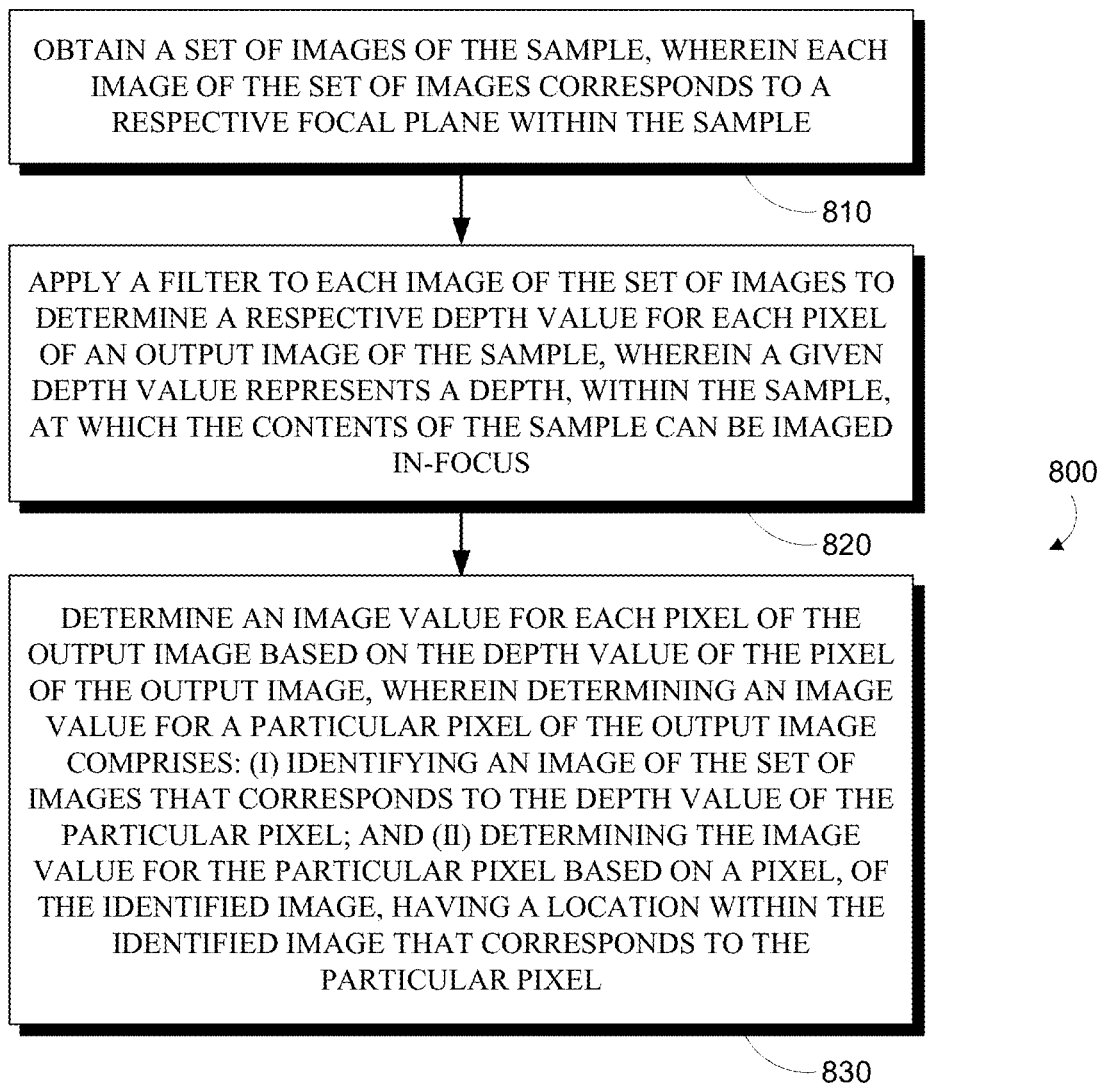 OBTAIN A SET OF IMAGES OF THE SAMPLE, WHEREIN EACH
IMAGE OF THE SET OF IMAGES CORRESPONDS TO A
RESPECTIVE FOCAL PLANE WITHIN THE SAMPLE
810
APPLY A FILTER TO EACH IMAGE OF THE SET OF IMAGES TO
DETERMINE A RESPECTIVE DEPTH VALUE FOR EACH PIXEL
OF AN OUTPUT IMAGE OF THE SAMPLE, WHEREIN A GIVEN
DEPTH VALUE REPRESENTS A DEPTH, WITHIN THE SAMPLE,
AT WHICH THE CONTENTS OF THE SAMPLE CAN BE IMAGED
IN-FOCUS
800
820
DETERMINE AN IMAGE VALUE FOR EACH PIXEL OF THE
OUTPUT IMAGE BASED ON THE DEPTH VALUE OF THE PIXEL
OF THE OUTPUT IMAGE, WHEREIN DETERMINING AN IMAGE
VALUE FOR A PARTICULAR PIXEL OF THE OUTPUT IMAGE
COMPRISES: (I) IDENTIFYING AN IMAGE OF THE SET OF
IMAGES THAT CORRESPONDS TO THE DEPTH VALUE OF THE
PARTICULAR PIXEL; AND (II) DETERMINING THE IMAGE
VALUE FOR THE PARTICULAR PIXEL BASED ON A PIXEL, OF
THE IDENTIFIED IMAGE, HAVING A LOCATION WITHIN THE
IDENTIFIED IMAGE THAT CORRESPONDS TO THE
PARTICULAR PIXEL
830